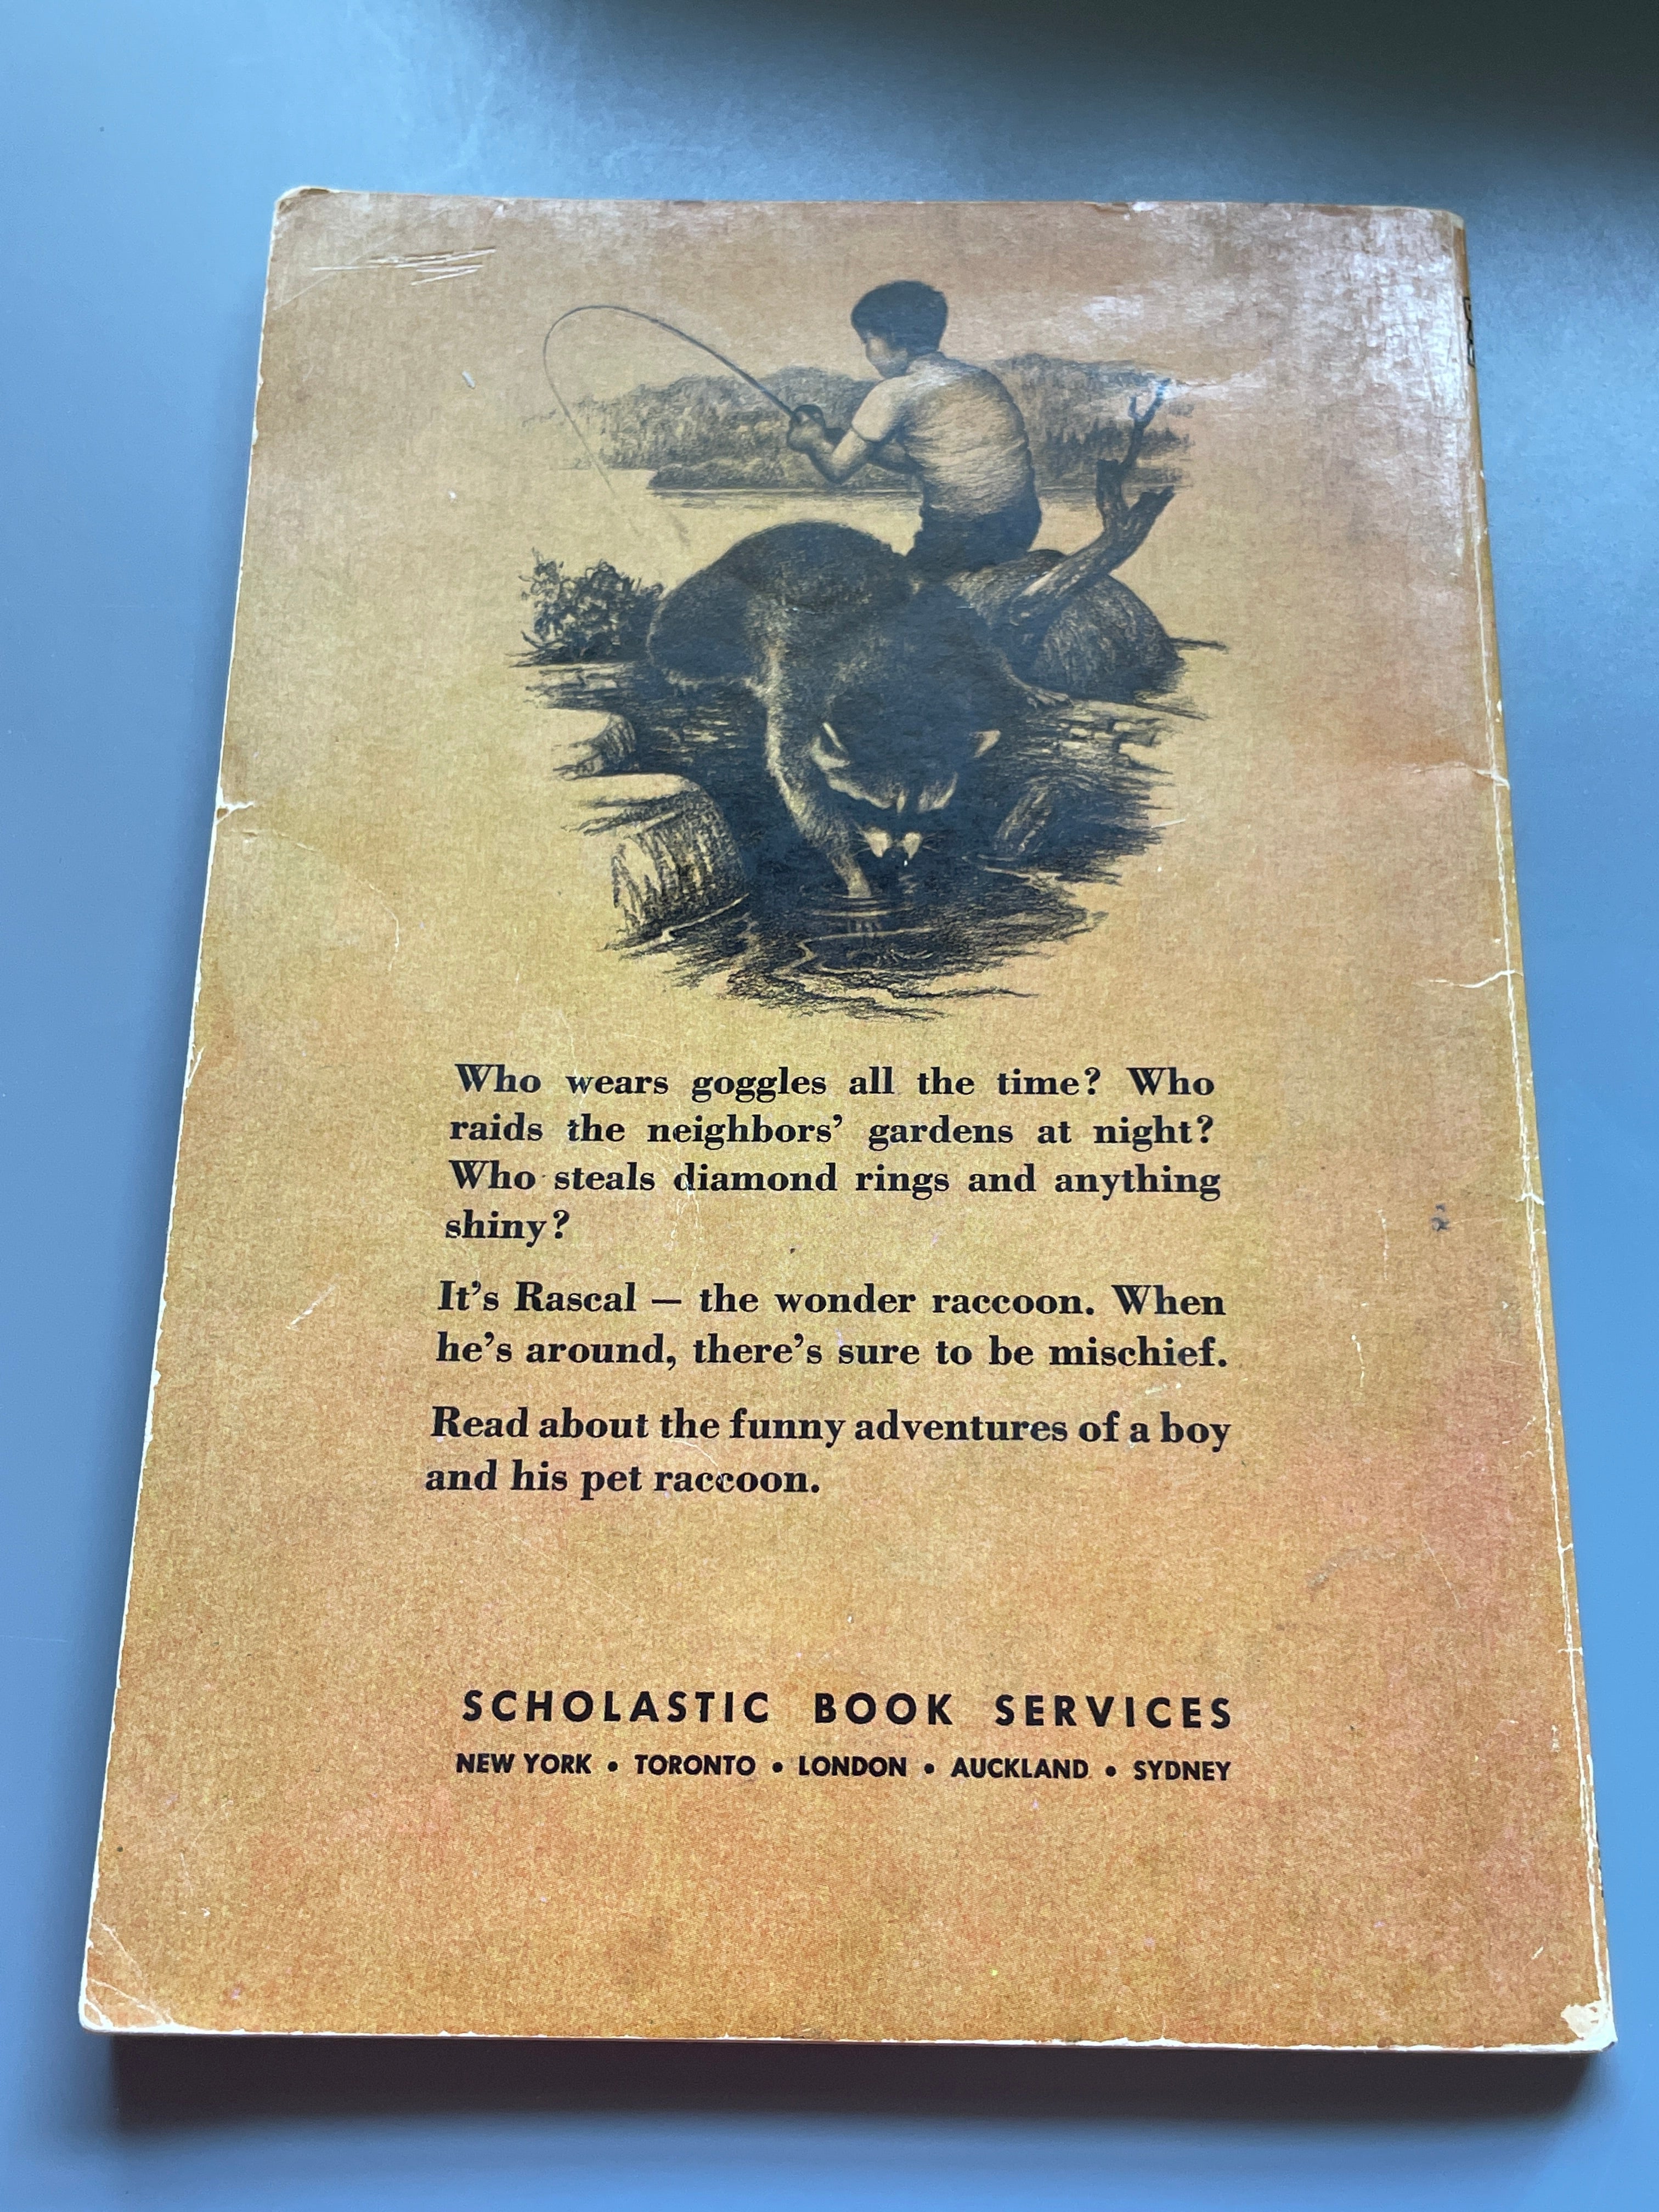 Who wears goggles all the time? Who
raids the neighbors' gardens at night?
Who steals diamond rings and anything
shiny?
It's Rascal — the wonder raccoon. When
he's around, there's sure to be mischief.
Read about the funny adventures of a boy
and his pet raccoon.
SCHOLASTIC BOOK SERVICES
NEW YORK • TORONTO • LONDON • AUCKLAND • SYDNEY